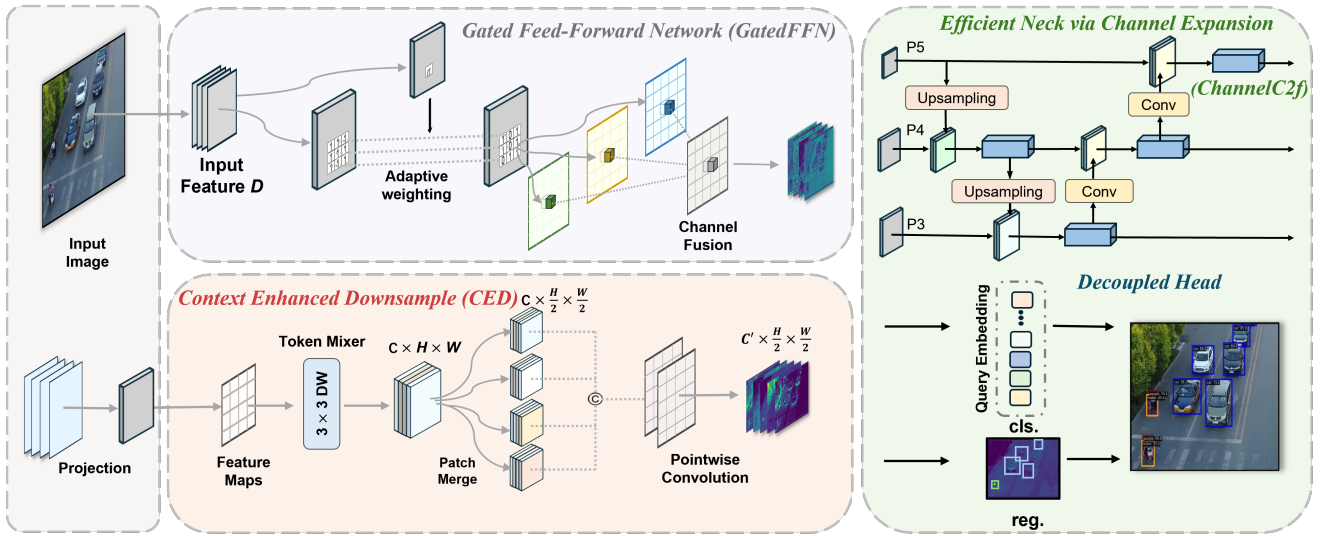 Input
Image
Projection
Gated Feed-Forward Network (GatedFFN)
Input
Feature D
Adaptive
weighting
Channel
Fusion
Context Enhanced Downsample (CED)
C × H/2 × W/2
Token Mixer
C × H × W
C′ × H/2 × W/2
3 × 3 DW
©
Feature
Maps
Patch
Merge
Pointwise
Convolution
Efficient Neck via Channel Expansion
P5
(ChannelC2f)
Upsampling
Conv
P4
Upsampling
Conv
P3
Decoupled Head
Query Embedding
cls.
reg.